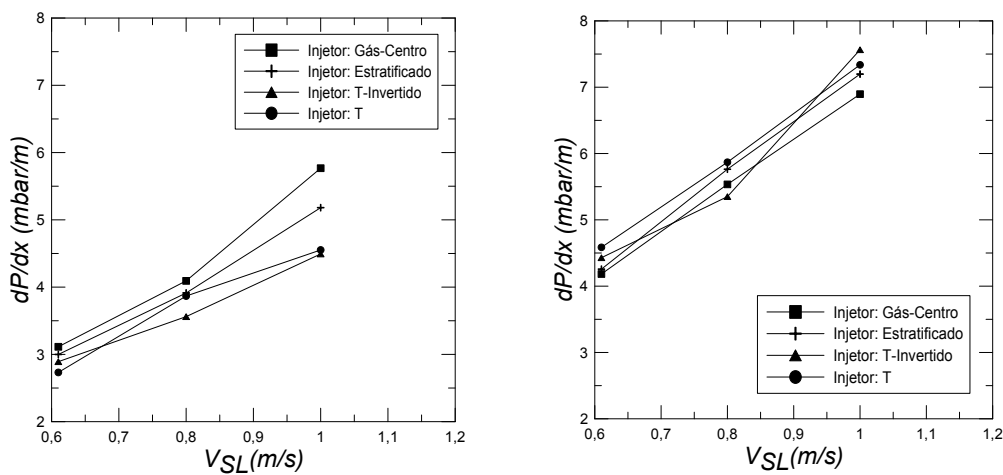 8
7
6
5
4
3
2
dP/dx (mbar/m)
Injetor: Gás-Centro
Injetor: Estratificado
Injetor: T-Invertido
Injetor: T
0,6 0,7 0,8 0,9 1 1,1 1,2
VSL(m/s)
8
7
6
5
4
3
2
dP/dx (mbar/m)
Injetor: Gás-Centro
Injetor: Estratificado
Injetor: T-Invertido
Injetor: T
0,6 0,7 0,8 0,9 1 1,1 1,2
VSL(m/s)